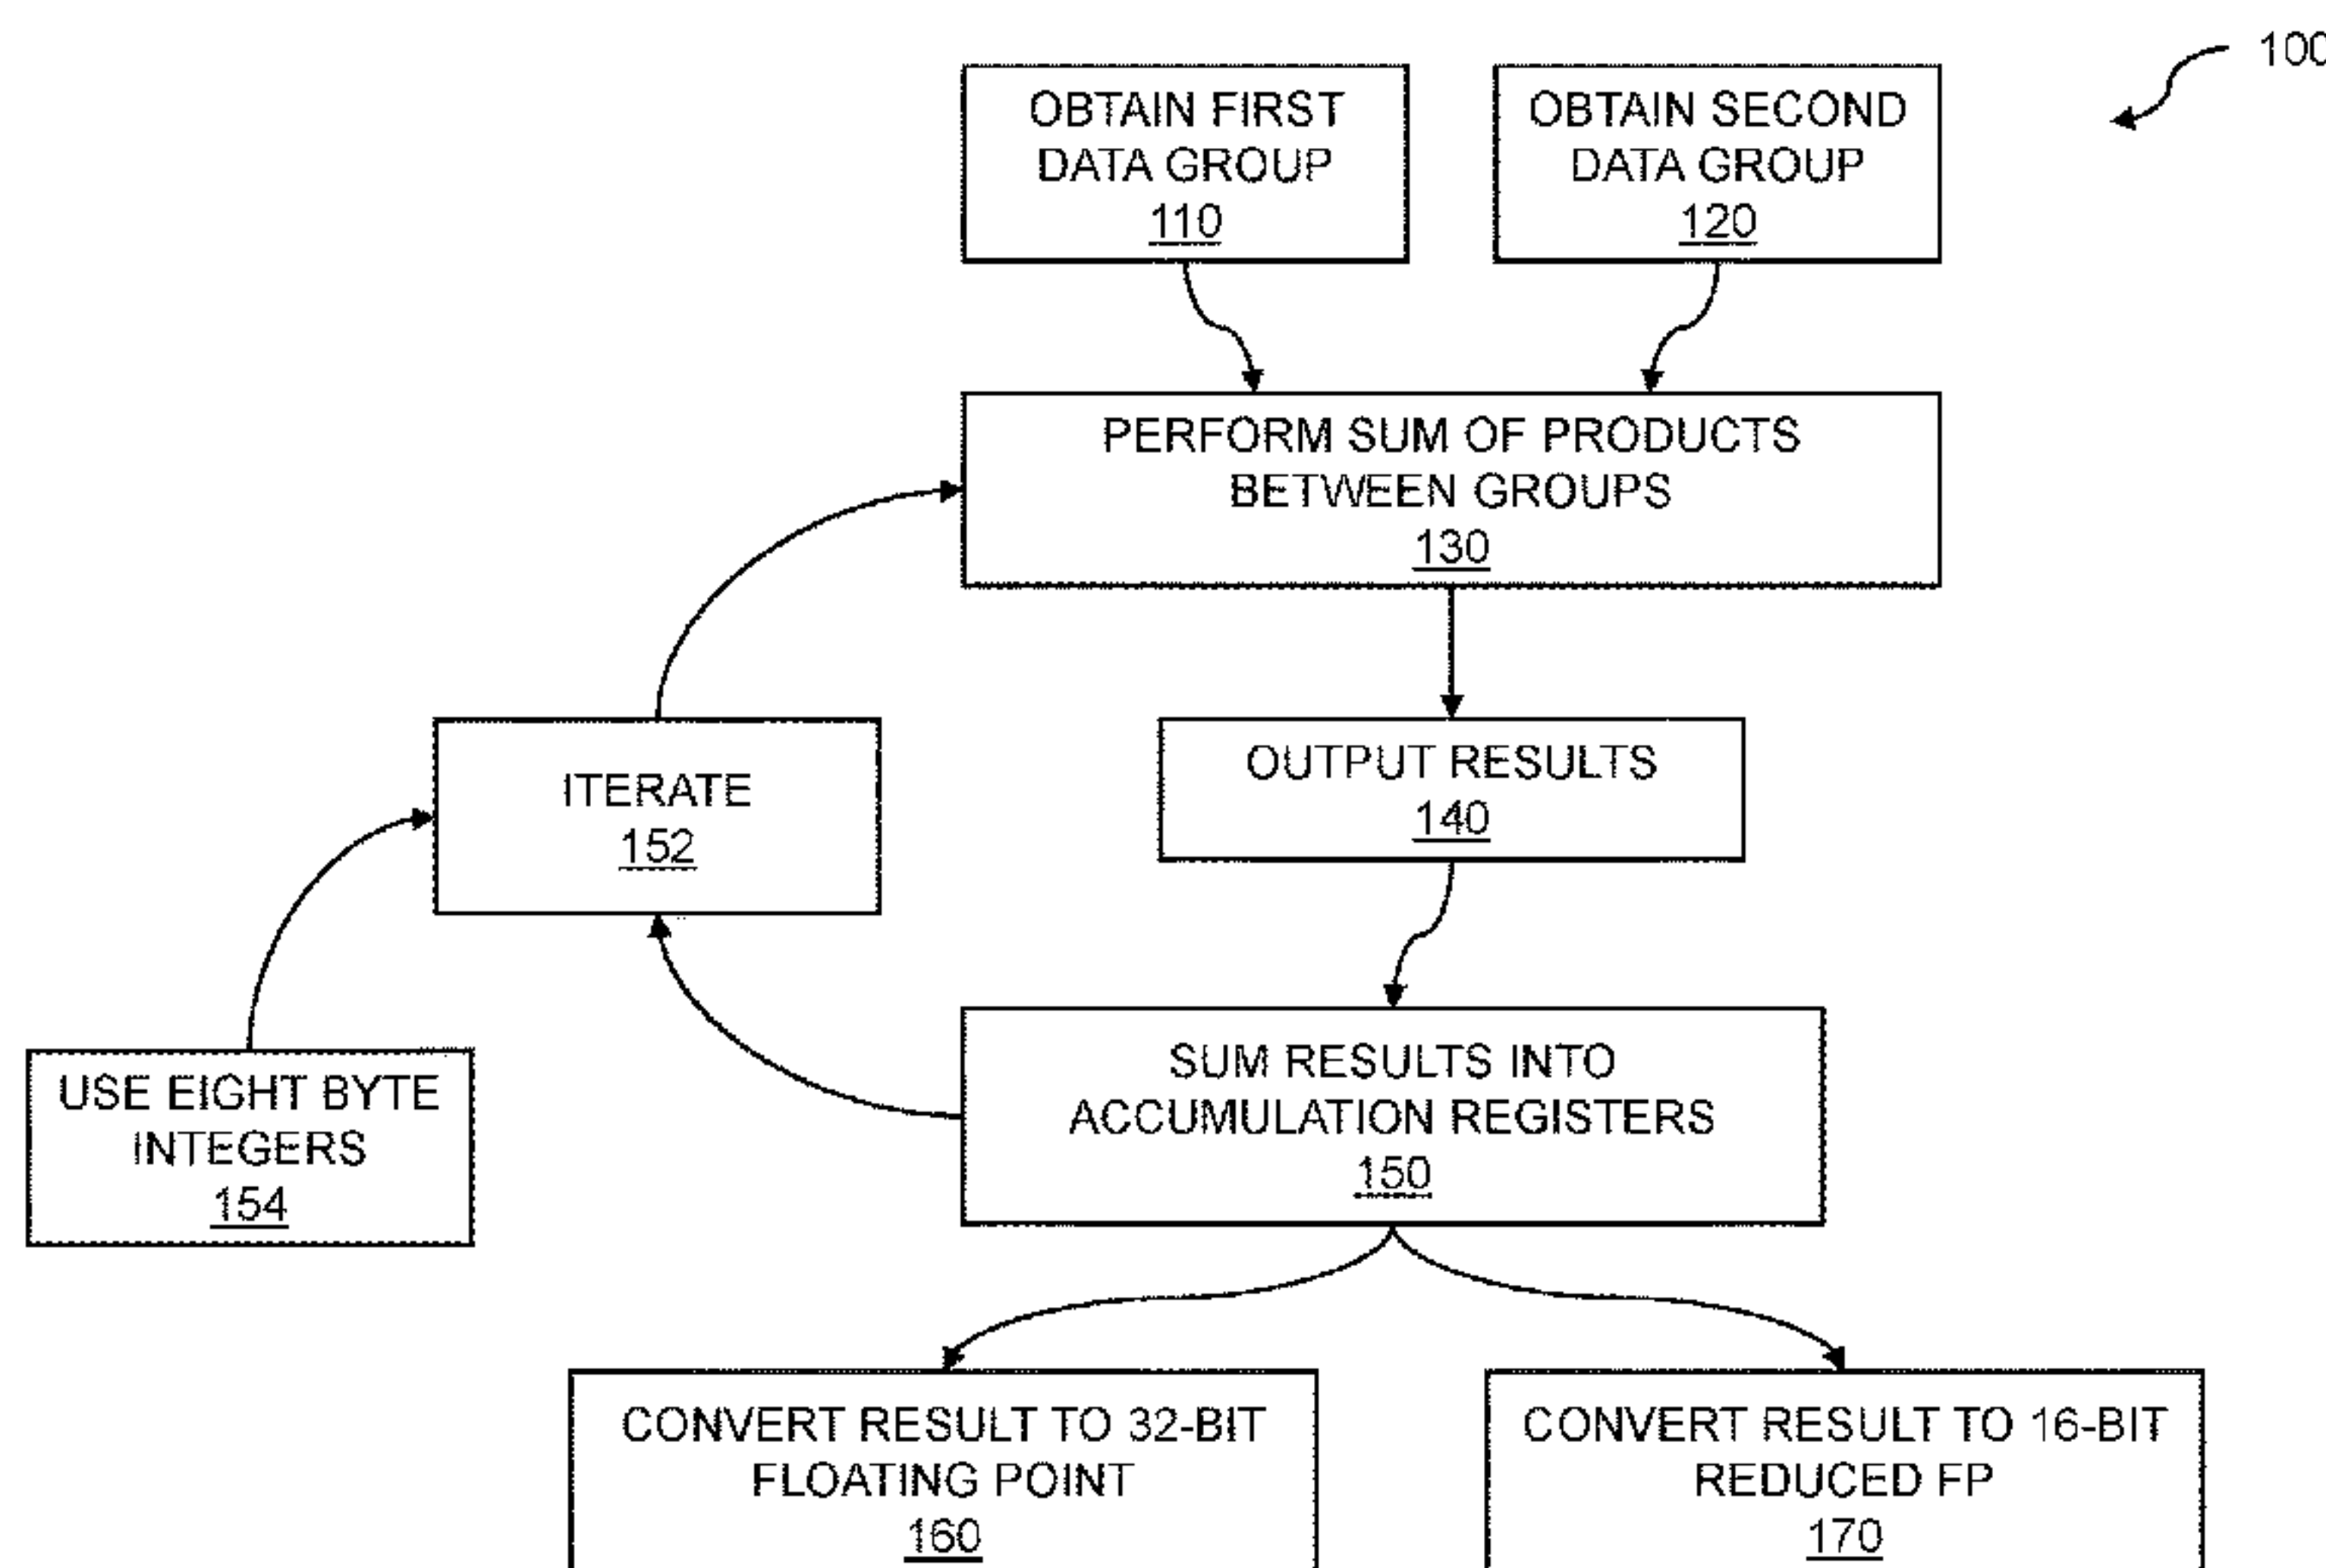 100
OBTAIN FIRST
DATA GROUP
110
OBTAIN SECOND
DATA GROUP
120
PERFORM SUM OF PRODUCTS
BETWEEN GROUPS
130
ITERATE
152
OUTPUT RESULTS
140
USE EIGHT BYTE
INTEGERS
154
SUM RESULTS INTO
ACCUMULATION REGISTERS
150
CONVERT RESULT TO 32-BIT
FLOATING POINT
160
CONVERT RESULT TO 16-BIT
REDUCED FP
170